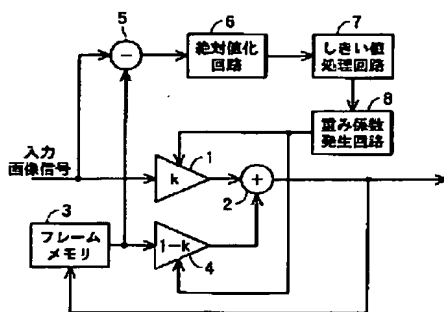 5
6
7
絶対値化
回路
しきい値
処理回路
8
重み係数
発生回路
入力
画像信号
1
k
2
3
フレーム
メモリ
1−k
4